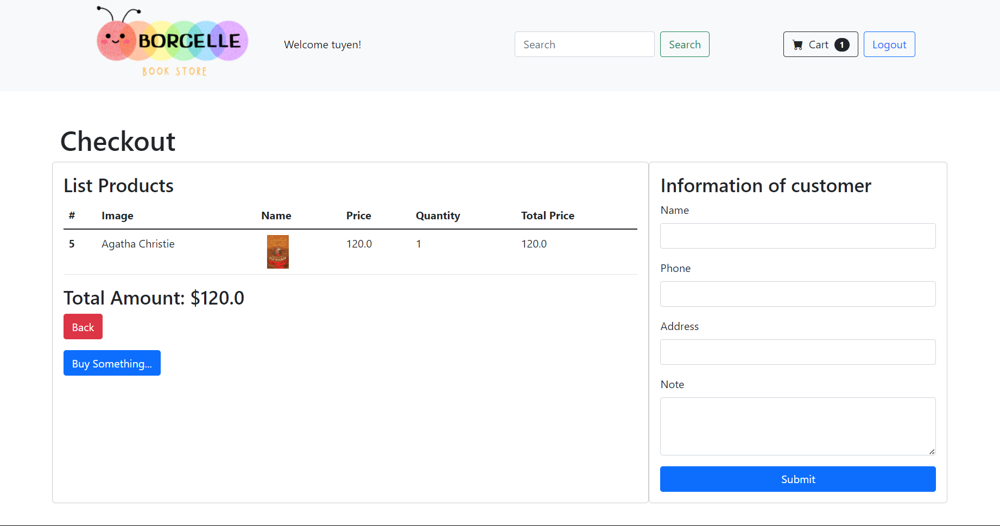 BORCELLE
BOOK STORE
Welcome tuyen!
Search
Search
Cart 1
Logout
Checkout
List Products
# Image Name Price Quantity Total Price
5 Agatha Christie 120.0 1 120.0
TỬ THẦN
Total Amount: $120.0
Back
Buy Something...
Information of customer
Name
Phone
Address
Note
Submit